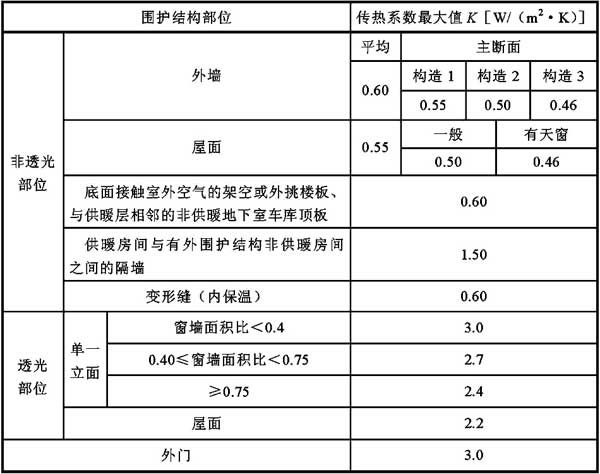 围护结构部位 传热系数最大值 K［W/（m²·K）］
非透光部位 外墙 平均 主断面
0.60 构造 1 构造 2 构造 3
0.55 0.50 0.46
屋面 0.55 一般 有天窗
0.50 0.46
底面接触室外空气的架空或外挑楼板、
与供暖层相邻的非供暖地下室车库顶板 0.60
供暖房间与有外围护结构非供暖房间
之间的隔墙 1.50
变形缝（内保温） 0.60
透光部位 单一立面 窗墙面积比＜0.4 3.0
0.40≤窗墙面积比＜0.75 2.7
≥0.75 2.4
屋面 2.2
外门 3.0